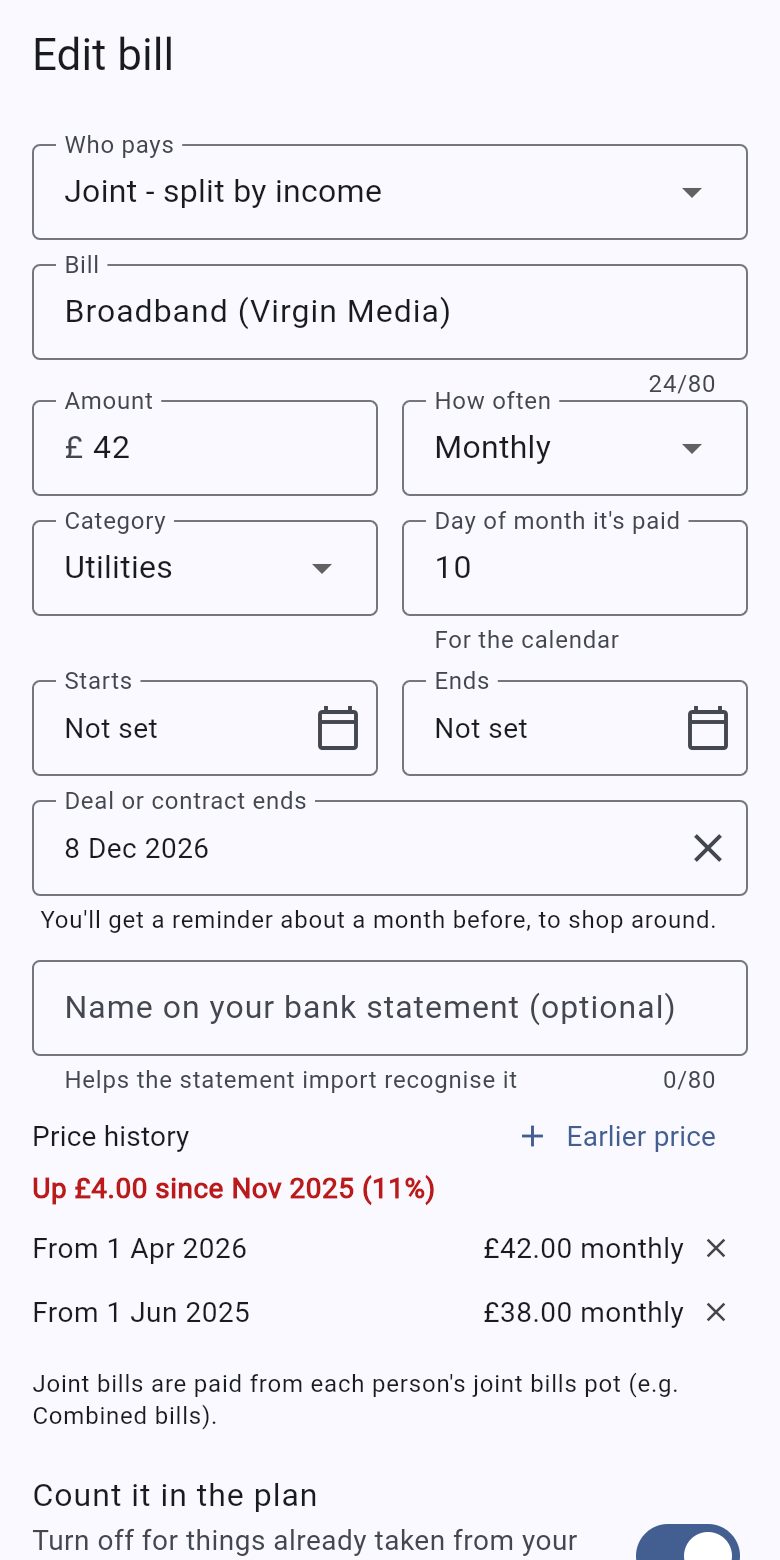 Edit bill
Who pays
Joint - split by income
Bill
Broadband (Virgin Media)
24/80
Amount
£ 42
How often
Monthly
Category
Utilities
Day of month it's paid
10
For the calendar
Starts
Not set
Ends
Not set
Deal or contract ends
8 Dec 2026
You'll get a reminder about a month before, to shop around.
Name on your bank statement (optional)
Helps the statement import recognise it
0/80
Price history
+ Earlier price
Up £4.00 since Nov 2025 (11%)
From 1 Apr 2026
£42.00 monthly
From 1 Jun 2025
£38.00 monthly
Joint bills are paid from each person's joint bills pot (e.g.
Combined bills).
Count it in the plan
Turn off for things already taken from your